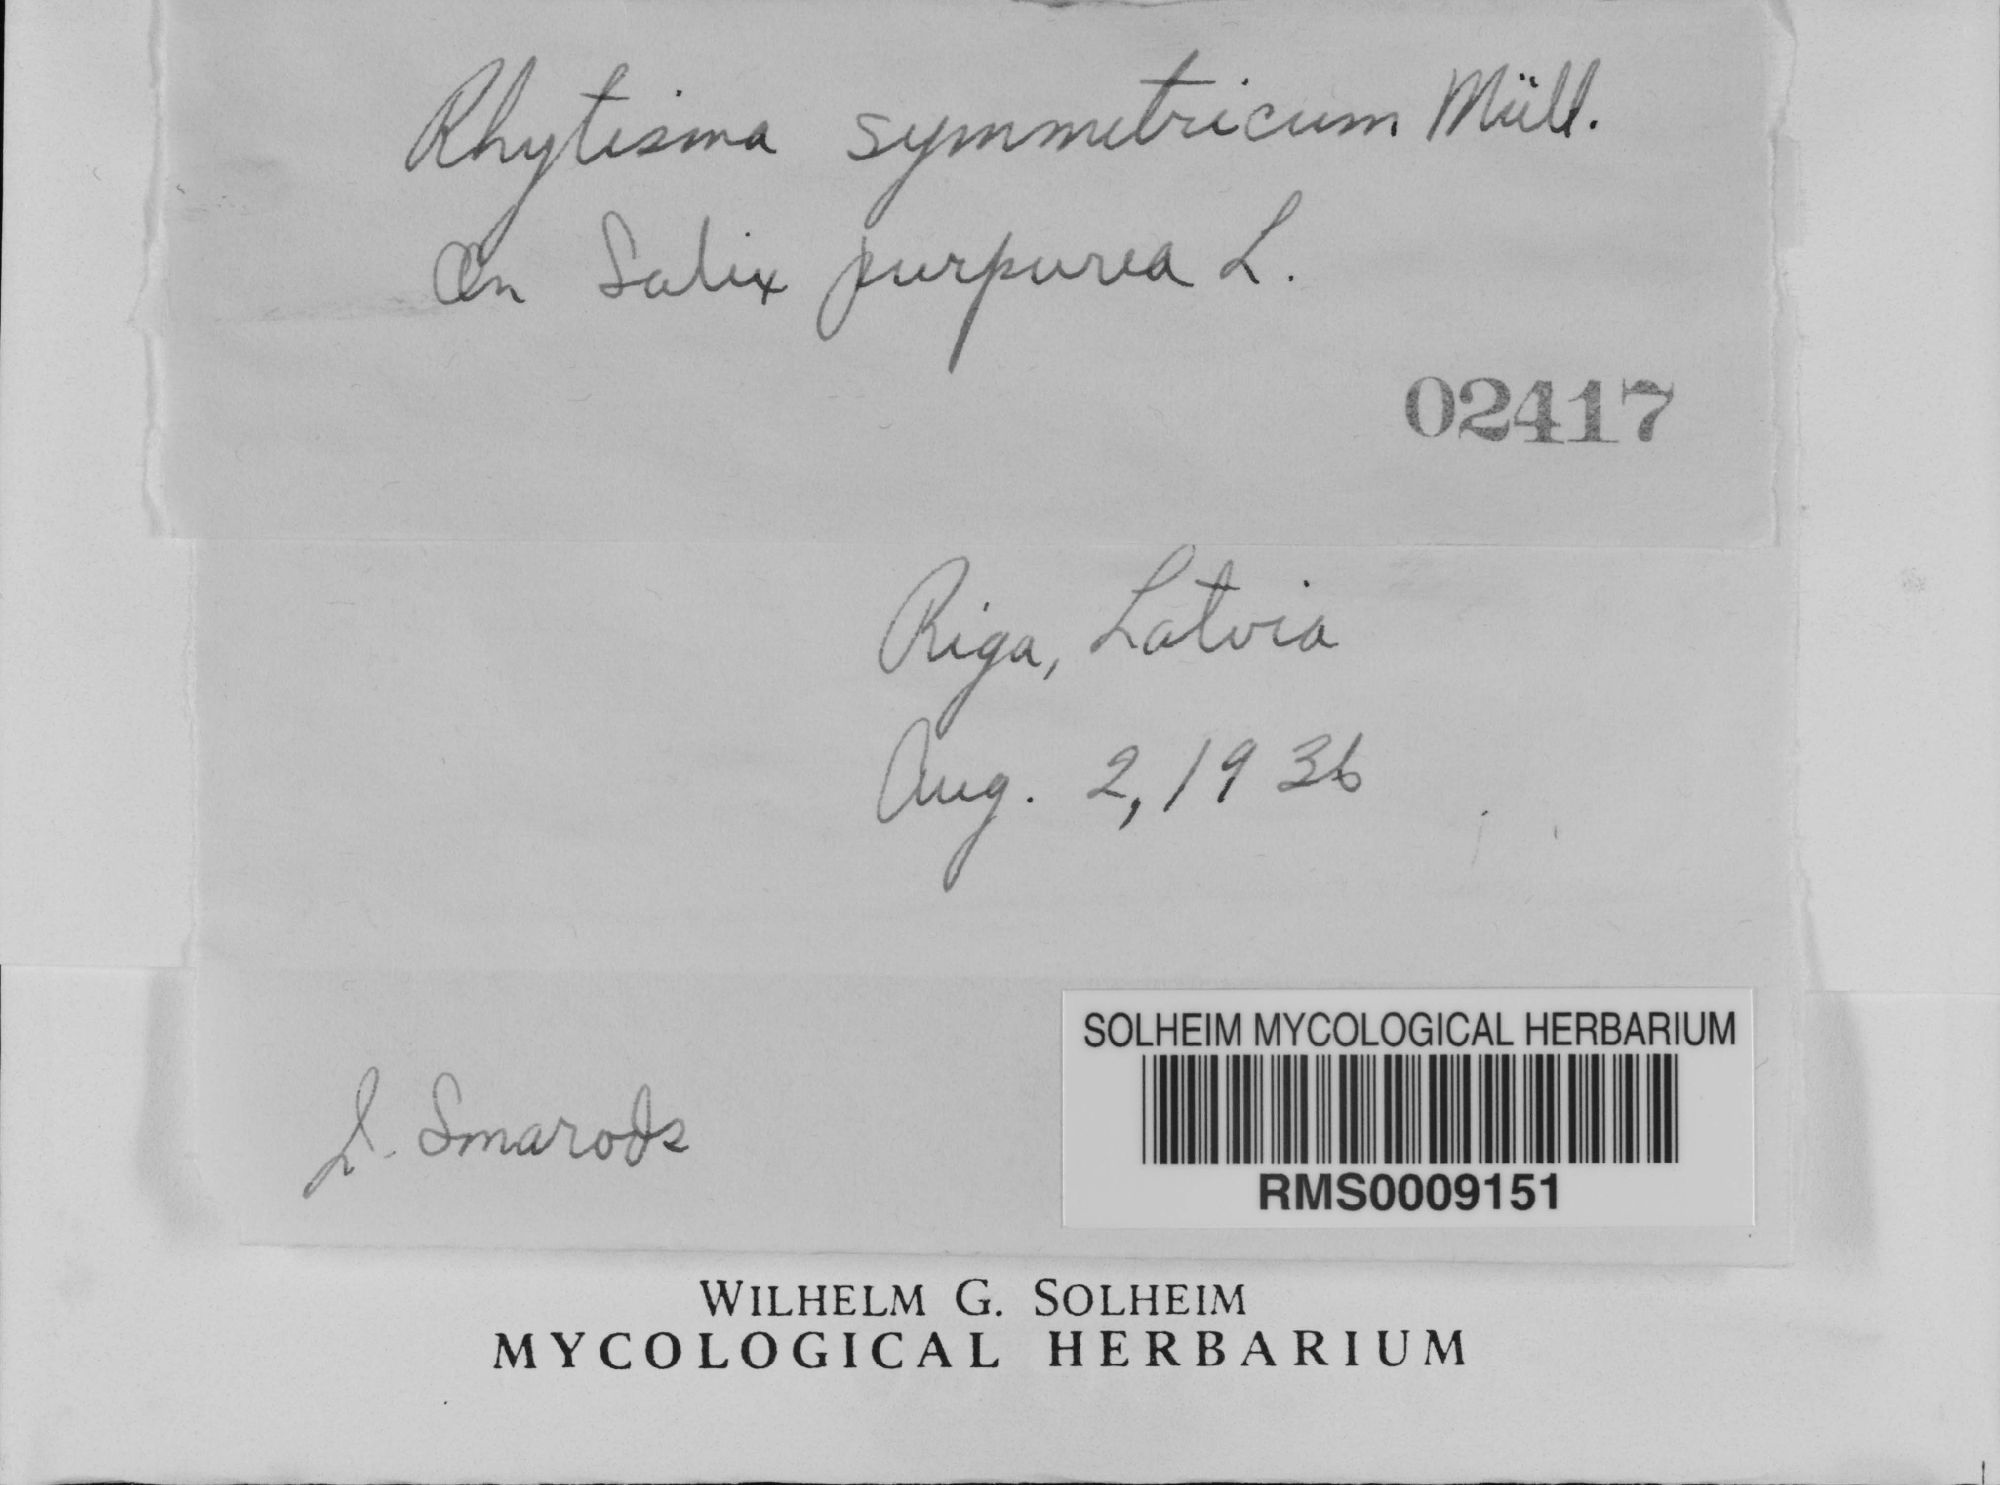 Rhytisma symmetricum Müll.
On Salix purpurea L.
02417
Riga, Latvia
Aug. 2, 1936
SOLHEIM MYCOLOGICAL HERBARIUM
J. Smarods
RMS0009151
WILHELM G. SOLHEIM
MYCOLOGICAL HERBARIUM